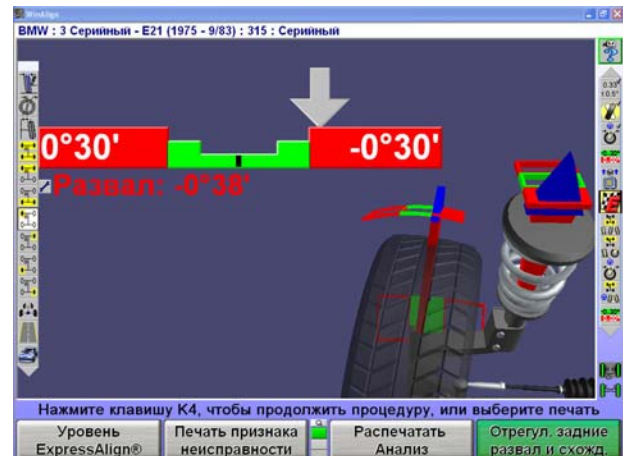 WinAlign
BMW : 3 Серийный - E21 (1975 - 9/83) : 315 : Серийный
0°30' -0°30'
Развал: -0°38'
Нажмите клавишу K4, чтобы продолжить процедуру, или выберите печать
Уровень
ExpressAlign®
Печать признака
неисправности
Распечатать
Анализ
Отрегул. задние
развал и схожд.